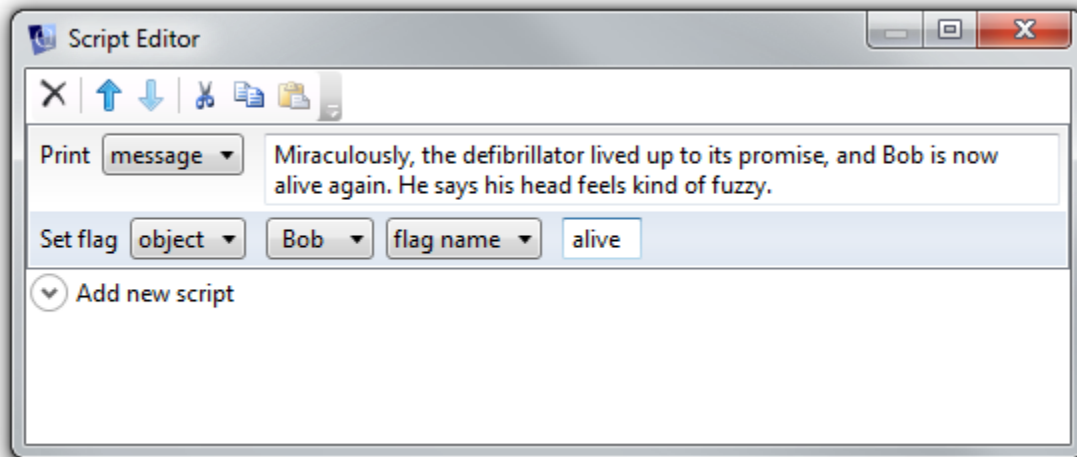 Script Editor
Print message Miraculously, the defibrillator lived up to its promise, and Bob is now
alive again. He says his head feels kind of fuzzy.
Set flag object Bob flag name alive
Add new script